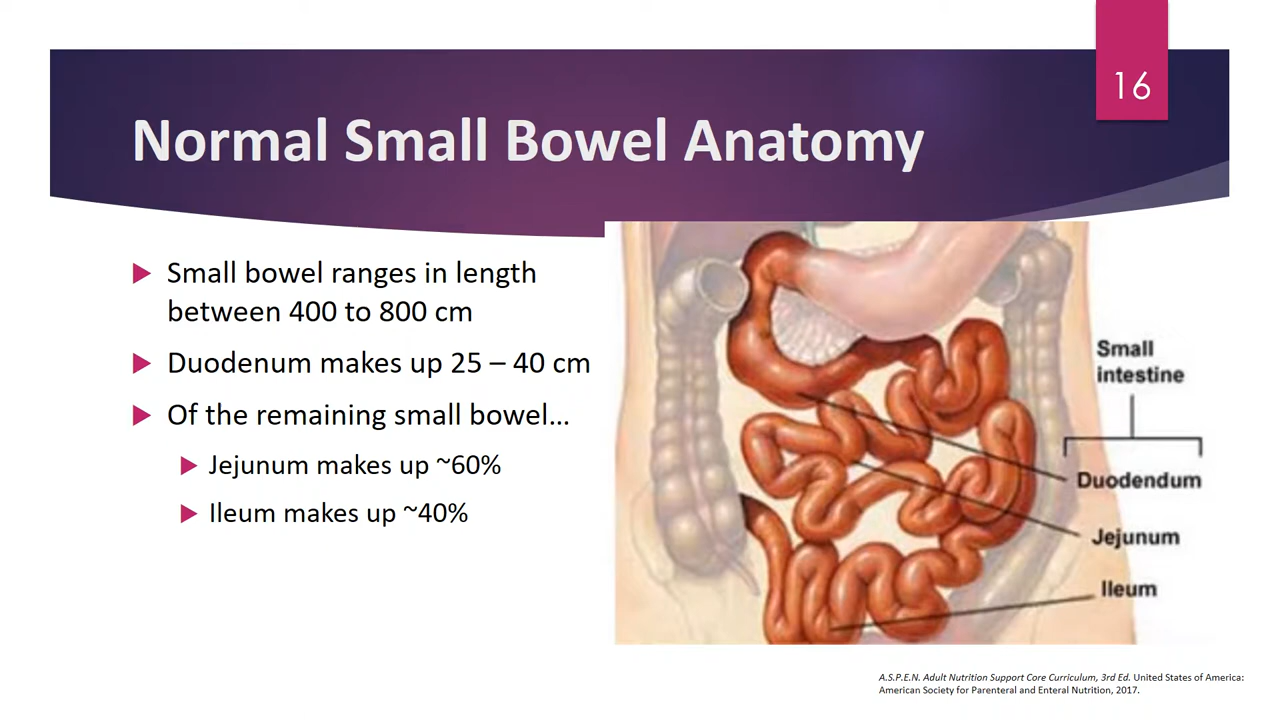 16
Normal Small Bowel Anatomy
Small bowel ranges in length
between 400 to 800 cm
Duodenum makes up 25 – 40 cm
Of the remaining small bowel…
Jejunum makes up ~60%
Ileum makes up ~40%
Small
intestine
Duodendum
Jejunum
Ileum
A.S.P.E.N. Adult Nutrition Support Core Curriculum, 3rd Ed. United States of America:
American Society for Parenteral and Enteral Nutrition, 2017.